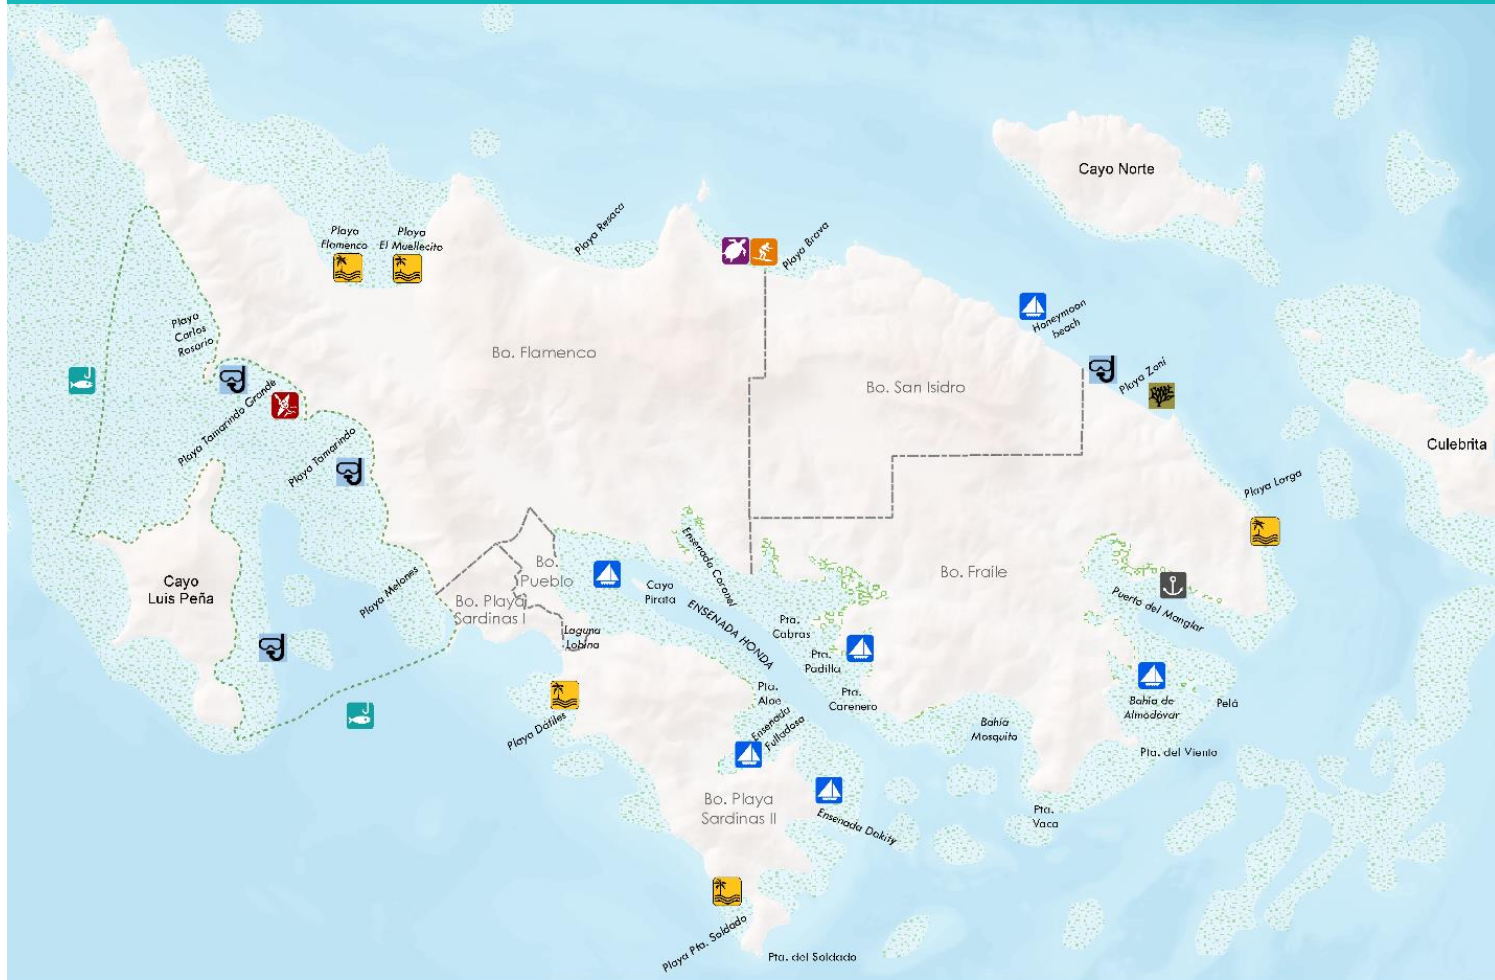 Cayo Norte
Playa
Flamenco
Playa
El Muellecito
Playa Resaca
Playa Brava
Honeymoon
beach
Playa
Carlos
Rosario
Bo. Flamenco
Bo. San Isidro
Playa Zoní
Playa Tamarindo Grande
Playa Tamarindo
Culebrita
Playa Larga
Cayo
Luis Peña
Playa Melones
Bo.
Pueblo
Bo. Playa
Sardinas I
Laguna
Lobina
Cayo
Pirata
Ensenada Coronel
ENSENADA HONDA
Bo. Fraile
Puerto del Manglar
Pta.
Cabras
Pta.
Padilla
Pta.
Carenero
Pta.
Aloe
Ensenada
Fulladosa
Playa Dátiles
Bahía
Mosquito
Bahía de
Almodóvar
Pelá
Pta. del Viento
Bo. Playa
Sardinas II
Ensenada Dakity
Pta.
Vaca
Playa Pta. Soldado
Pta. del Soldado